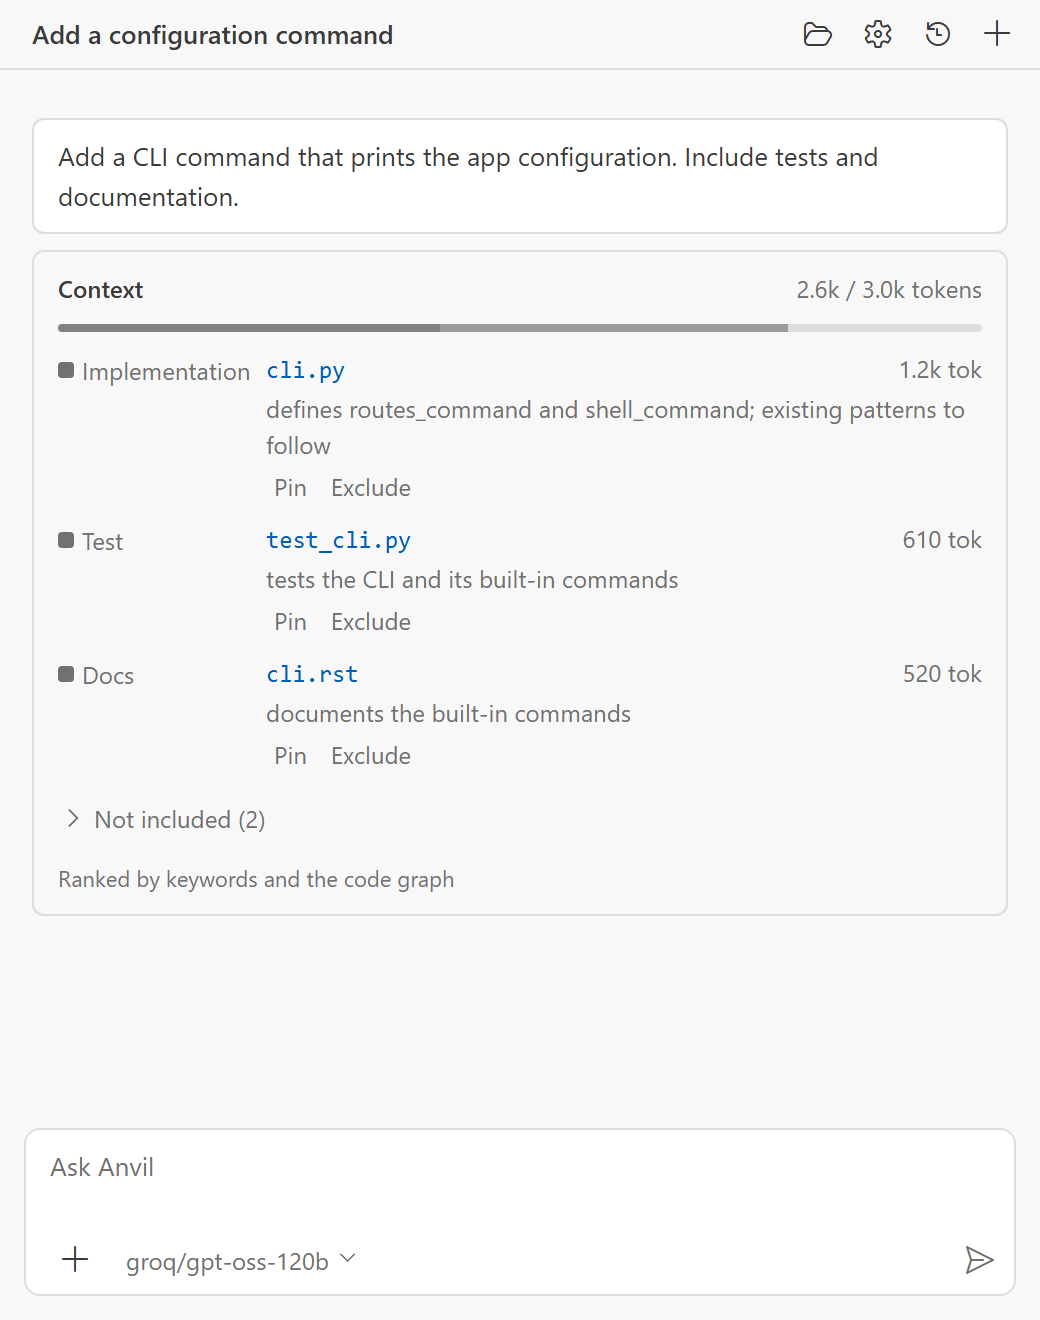 Add a configuration command
Add a CLI command that prints the app configuration. Include tests and
documentation.
Context
2.6k / 3.0k tokens
Implementation
cli.py
1.2k tok
defines routes_command and shell_command; existing patterns to
follow
Pin Exclude
Test
test_cli.py
610 tok
tests the CLI and its built-in commands
Pin Exclude
Docs
cli.rst
520 tok
documents the built-in commands
Pin Exclude
Not included (2)
Ranked by keywords and the code graph
Ask Anvil
groq/gpt-oss-120b